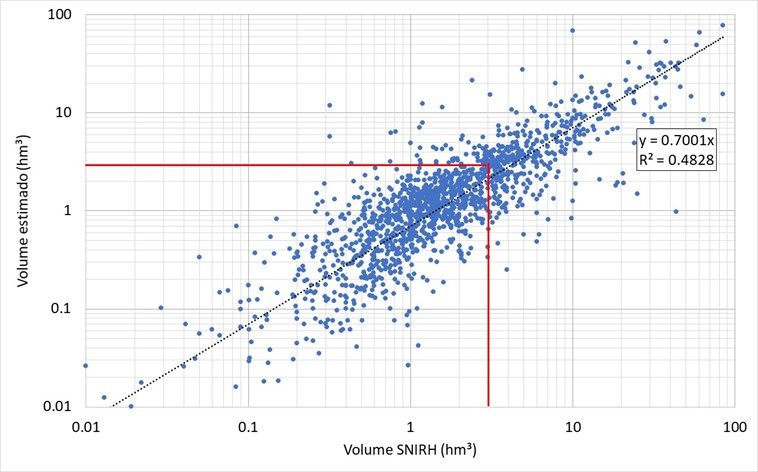 100
10
1
0.1
0.01
Volume estimado (hm³)
y = 0.7001x
R² = 0.4828
0.01 0.1 1 10 100
Volume SNIRH (hm³)